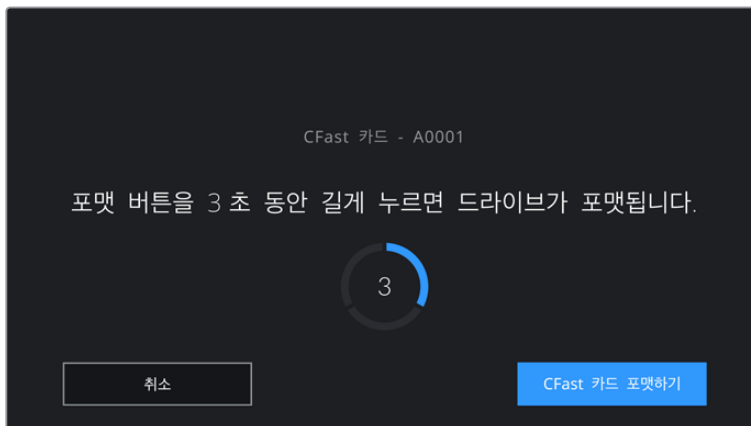 CFast 카드 - A0001
포맷 버튼을 3초 동안 길게 누르면 드라이브가 포맷됩니다.
3
취소
CFast 카드 포맷하기